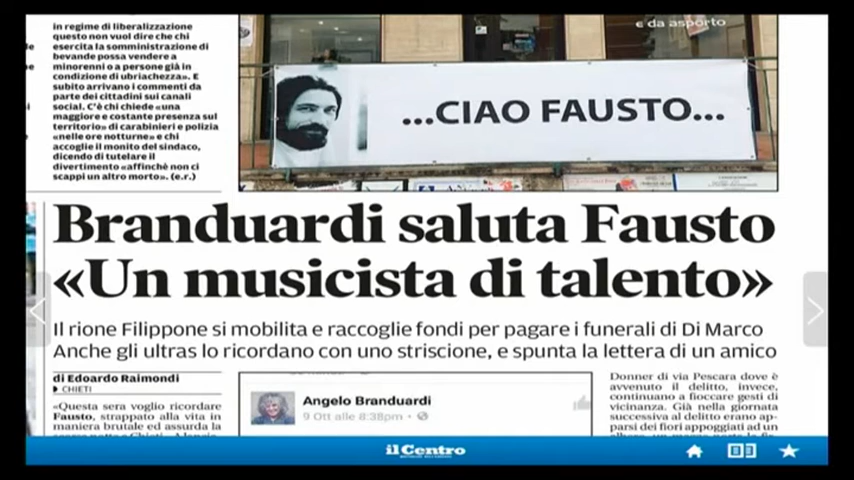 in regime di liberalizzazione
questo non vuol dire che chi
esercita la somministrazione di
bevande possa vendere a
minorenni o a persone già in
condizione di ubriachezza». E
subito arrivano i commenti da
parte dei cittadini sui canali
social. C'è chi chiede «una
maggiore e costante presenza sul
territorio» di carabinieri e polizia
«nelle ore notturne» e chi
accoglie il monito del sindaco,
dicendo di tutelare il
divertimento «affinché non ci
scappi un altro morto». (e.r.)
e da asporto
...CIAO FAUSTO...
Branduardi saluta Fausto
«Un musicista di talento»
Il rione Filippone si mobilita e raccoglie fondi per pagare i funerali di Di Marco
Anche gli ultras lo ricordano con uno striscione, e spunta la lettera di un amico
di Edoardo Raimondi
CHIETI
«Questa sera voglio ricordare
Fausto, strappato alla vita in
maniera brutale ed assurda la
Angelo Branduardi
9 Ott alle 8:38pm •
Donner di via Pescara dove è
avvenuto il delitto, invece,
continuano a fioccare gesti di
vicinanza. Già nella giornata
successiva al delitto erano ap-
parsi dei fiori appoggiati ad un
il Centro